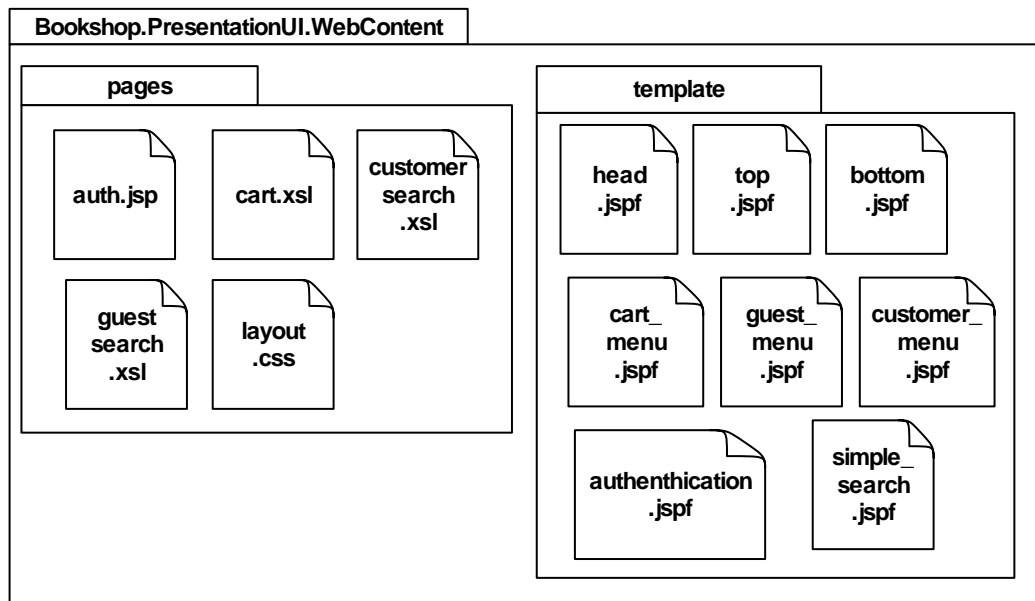 Bookshop.PresentationUI.WebContent
pages
auth.jsp
cart.xsl
customer
search
.xsl
guest
search
.xsl
layout
.css
template
head
.jspf
top
.jspf
bottom
.jspf
cart_
menu
.jspf
guest_
menu
.jspf
customer_
menu
.jspf
authenthication
.jspf
simple_
search
.jspf